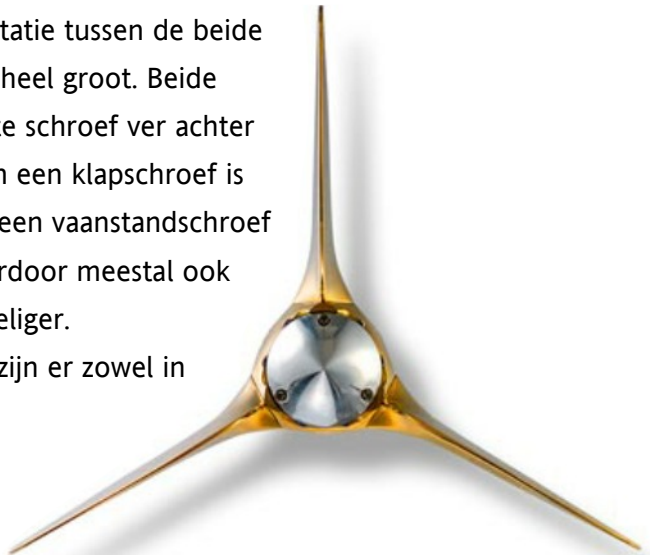 tatie tussen de beide
heel groot. Beide
te schroef ver achter
n een klapschroef is
een vaanstandschroef
rdoor meestal ook
eliger.
zijn er zowel in